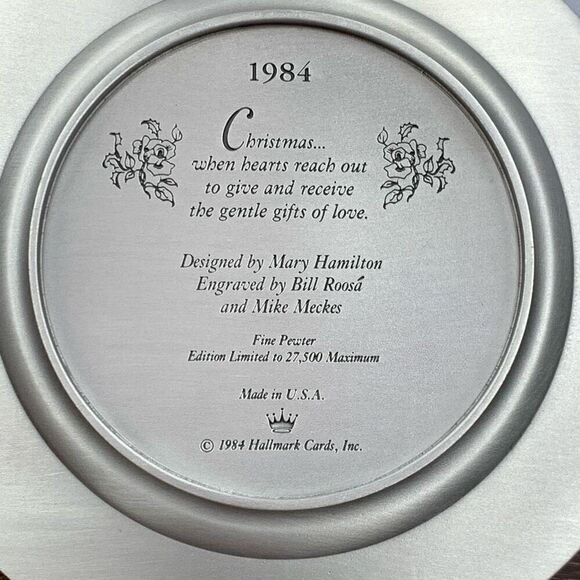 1984
Christmas...
when hearts reach out
to give and receive
the gentle gifts of love.
Designed by Mary Hamilton
Engraved by Bill Roosá
and Mike Meckes
Fine Pewter
Edition Limited to 27,500 Maximum
Made in U.S.A.
© 1984 Hallmark Cards, Inc.